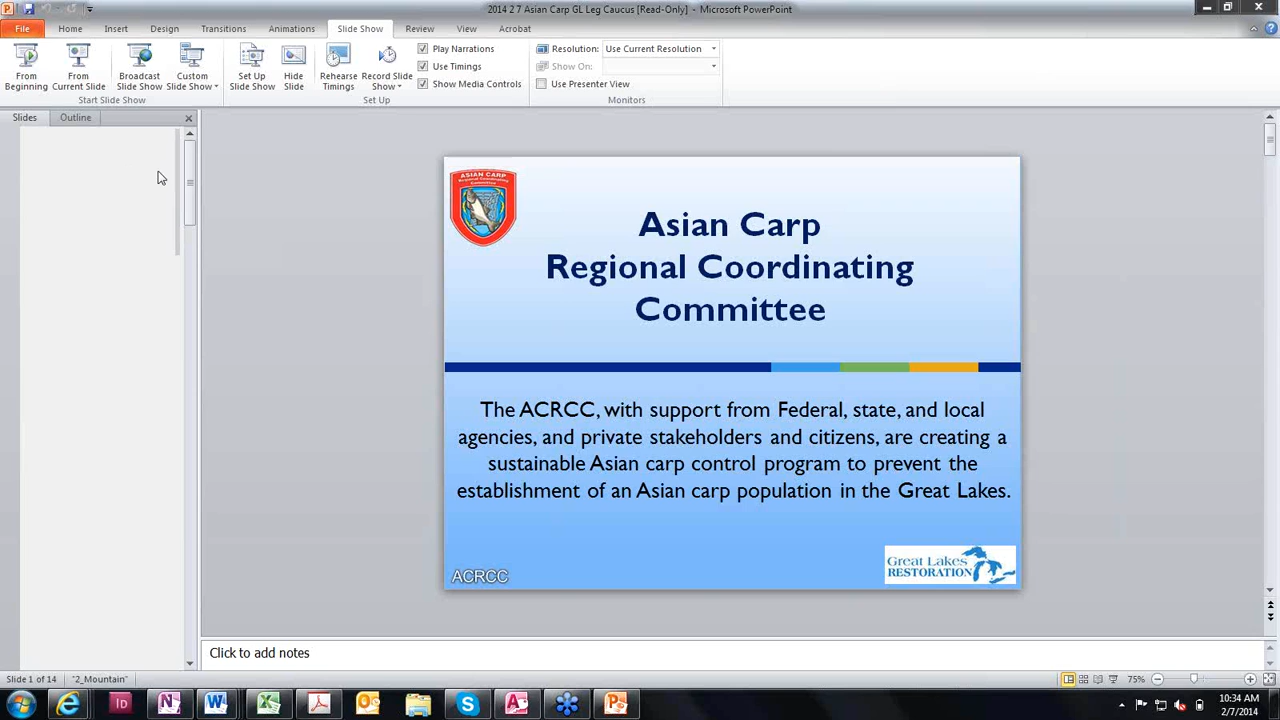 2014 2 7 Asian Carp GL Leg Caucus [Read-Only] - Microsoft PowerPoint
File Home Insert Design Transitions Animations Slide Show Review View Acrobat
From Beginning
From Current Slide
Broadcast Slide Show
Custom Slide Show
Start Slide Show
Set Up Slide Show
Hide Slide
Rehearse Timings
Record Slide Show
Play Narrations
Use Timings
Show Media Controls
Set Up
Resolution: Use Current Resolution
Show On:
Use Presenter View
Monitors
Slides Outline
ASIAN CARP
Regional Coordinating
Committee
Asian Carp
Regional Coordinating
Committee
The ACRCC, with support from Federal, state, and local
agencies, and private stakeholders and citizens, are creating a
sustainable Asian carp control program to prevent the
establishment of an Asian carp population in the Great Lakes.
ACRCC
Great Lakes
RESTORATION
Click to add notes
Slide 1 of 14 "2_Mountain" 75%
10:34 AM
2/7/2014